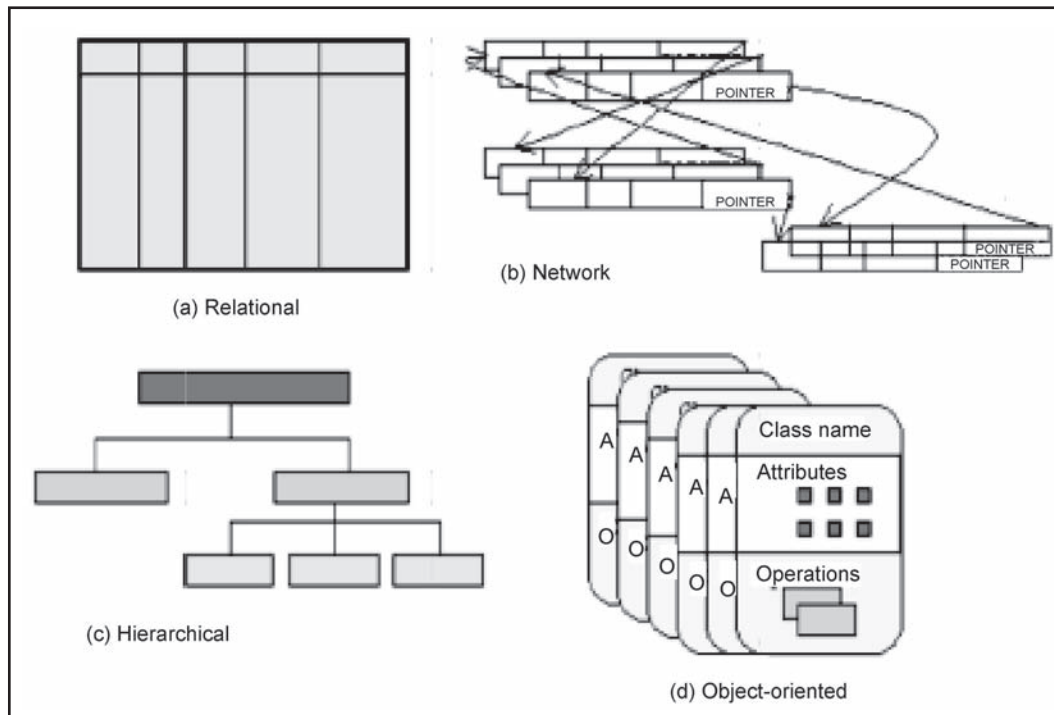 POINTER
POINTER
POINTER
POINTER
(a) Relational
(b) Network
(c) Hierarchical
Class name
Attributes
A
A
A
A
A
Operations
O
O
O
O
O
(d) Object-oriented